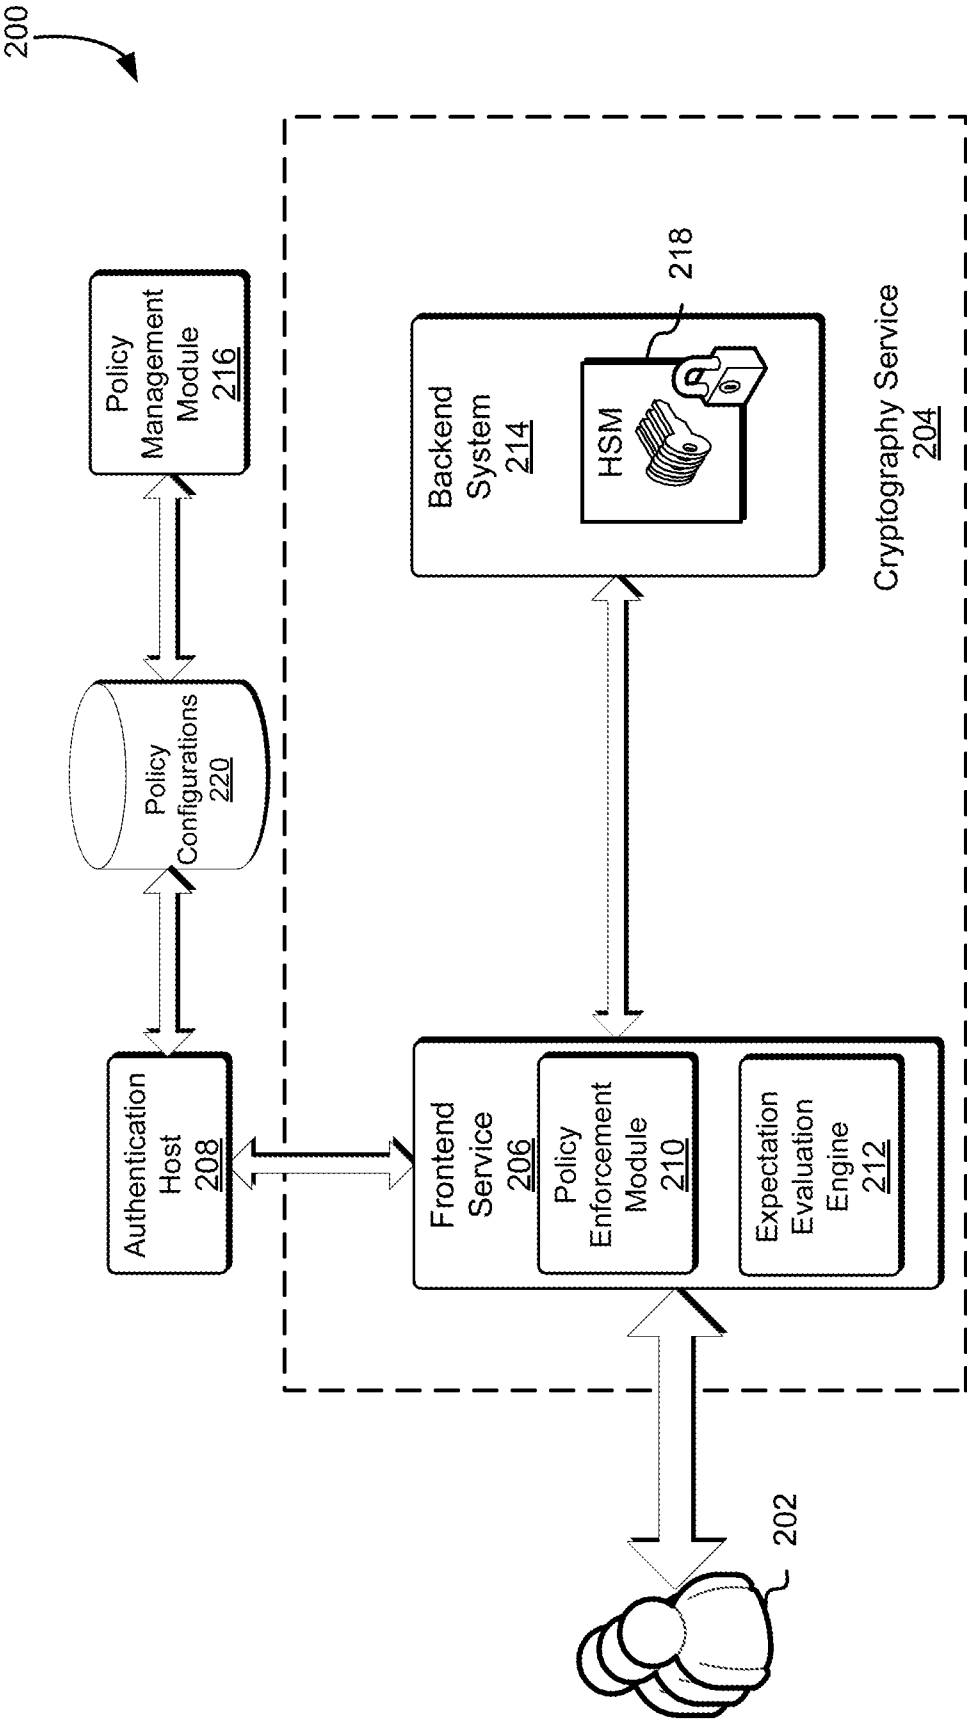 200
Authentication
Host
208
Policy
Configurations
220
Policy
Management
Module
216
Frontend
Service
206
Policy
Enforcement
Module
210
Expectation
Evaluation
Engine
212
Backend
System
214
HSM
218
Cryptography Service
204
202